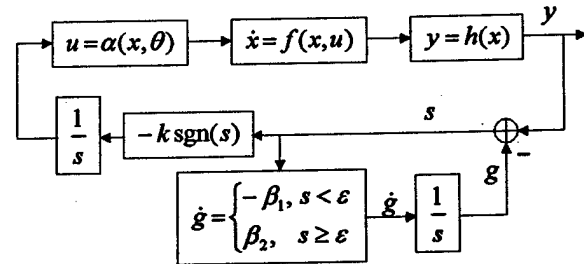 y
u = α(x, θ)
ẋ = f(x, u)
y = h(x)
1/s
−k sgn(s)
s
−
g
ġ = { −β₁, s < ε
β₂, s ≥ ε
ġ
1/s